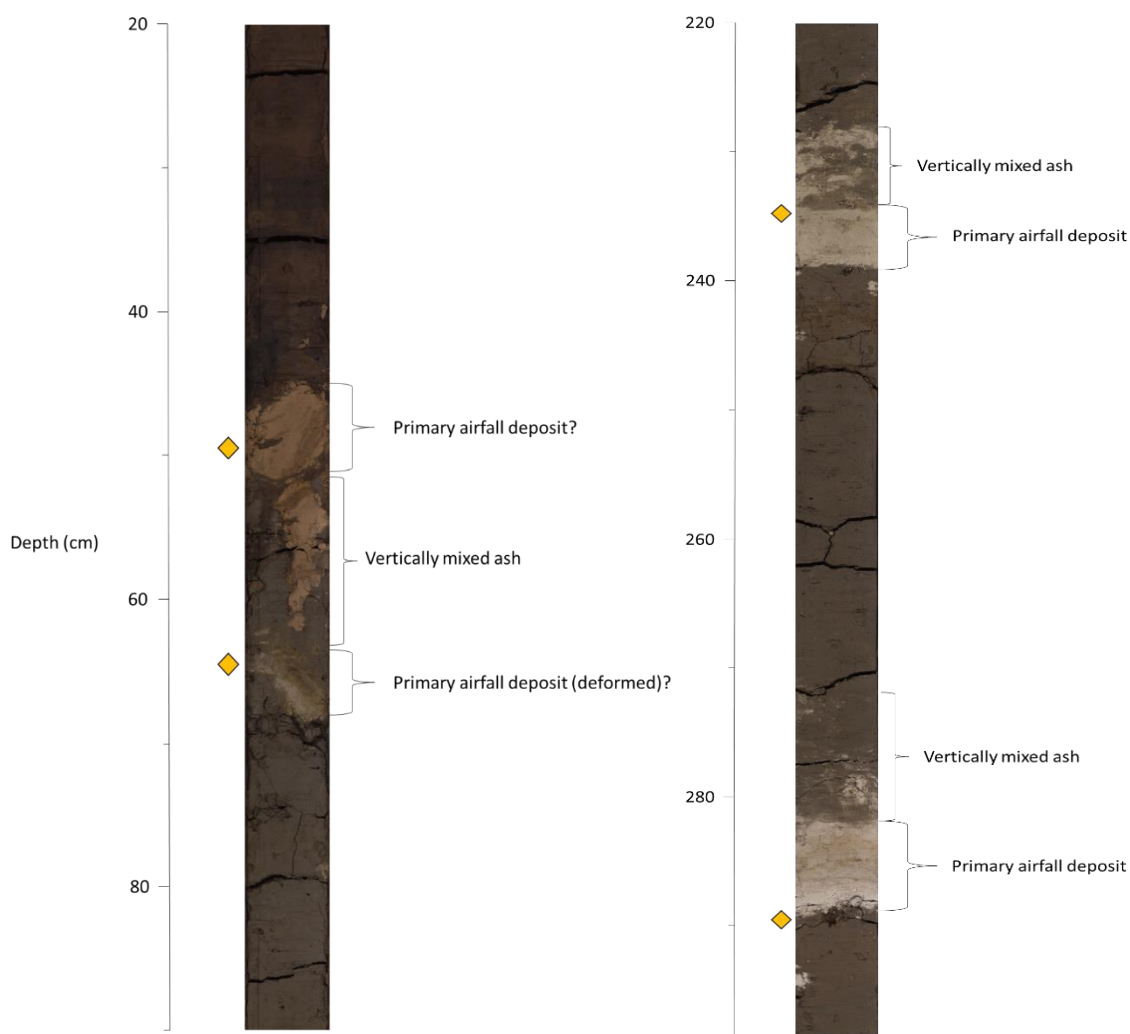 20
40
Primary airfall deposit?
Depth (cm)
Vertically mixed ash
60
Primary airfall deposit (deformed)?
80
220
Vertically mixed ash
Primary airfall deposit
240
260
Vertically mixed ash
280
Primary airfall deposit